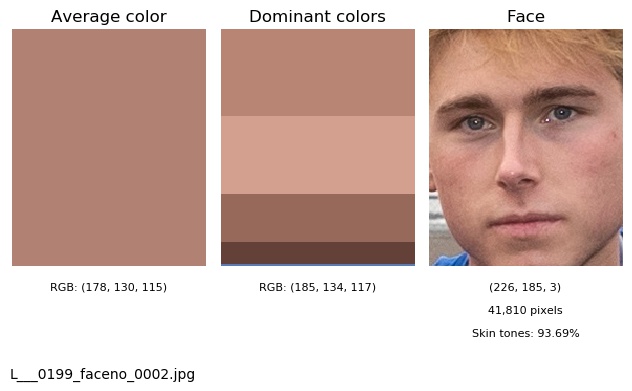 Average color
Dominant colors
Face
RGB: (178, 130, 115)
RGB: (185, 134, 117)
(226, 185, 3)
41,810 pixels
Skin tones: 93.69%
L___0199_faceno_0002.jpg